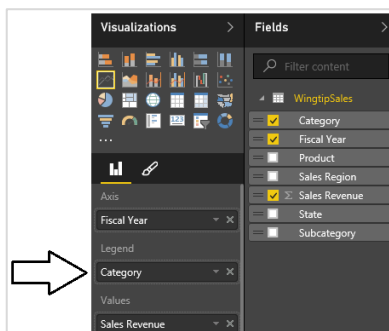 Visualizations
Fields
Filter content
WingtipSales
Category
Fiscal Year
Product
Sales Region
Σ Sales Revenue
State
Subcategory
123
...
Axis
Fiscal Year
Legend
Category
Values
Sales Revenue